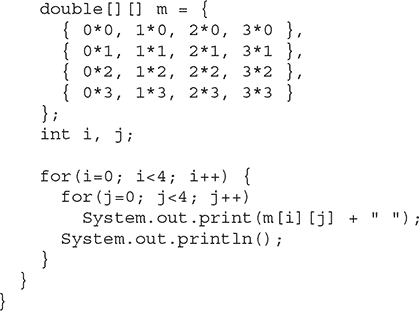 double[][] m = {
{ 0*0, 1*0, 2*0, 3*0 },
{ 0*1, 1*1, 2*1, 3*1 },
{ 0*2, 1*2, 2*2, 3*2 },
{ 0*3, 1*3, 2*3, 3*3 }
};
int i, j;
for(i=0; i<4; i++) {
for(j=0; j<4; j++)
System.out.print(m[i][j] + " ");
System.out.println();
}
}
}